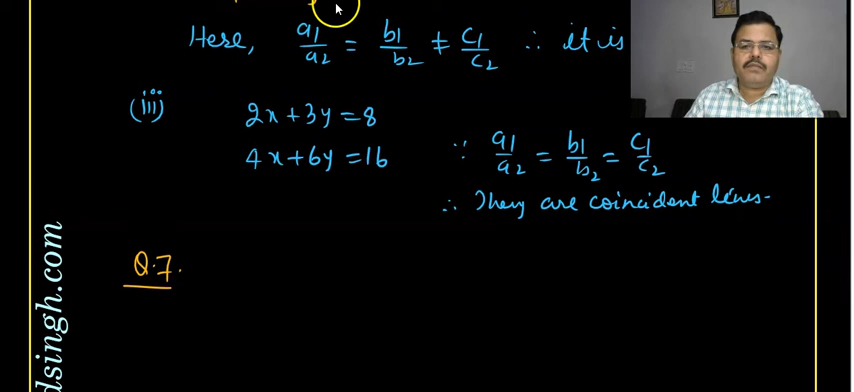 Here, a1/a2 = b1/b2 ≠ c1/c2 ∴ it is
(iii) 2x + 3y = 8
4x + 6y = 16 ∵ a1/a2 = b1/b2 = c1/c2
∴ They are coincident lines.
Q.7.
dsingh.com